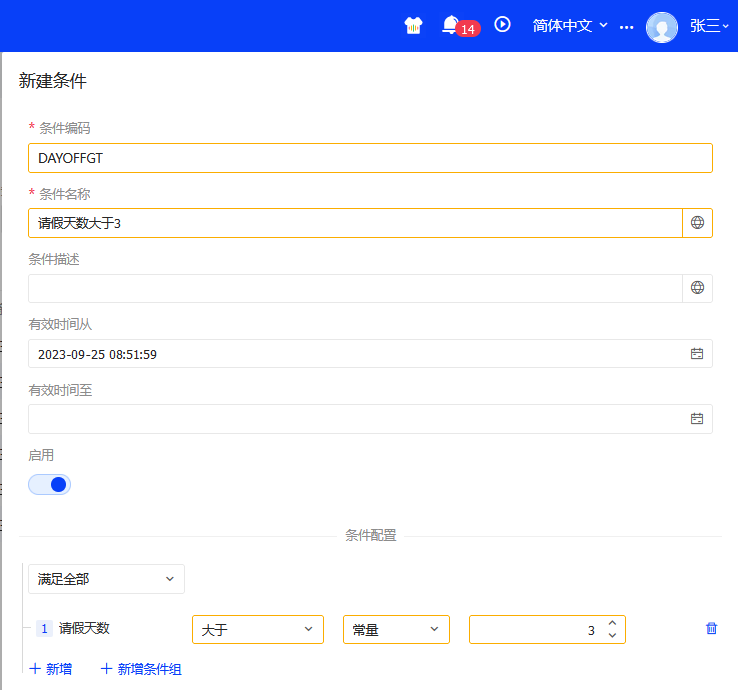 14 简体中文 ... 张三
新建条件
* 条件编码
DAYOFFGT
* 条件名称
请假天数大于3
条件描述
有效时间从
2023-09-25 08:51:59
有效时间至
启用
条件配置
满足全部
1 请假天数 大于 常量 3
+ 新增 + 新增条件组